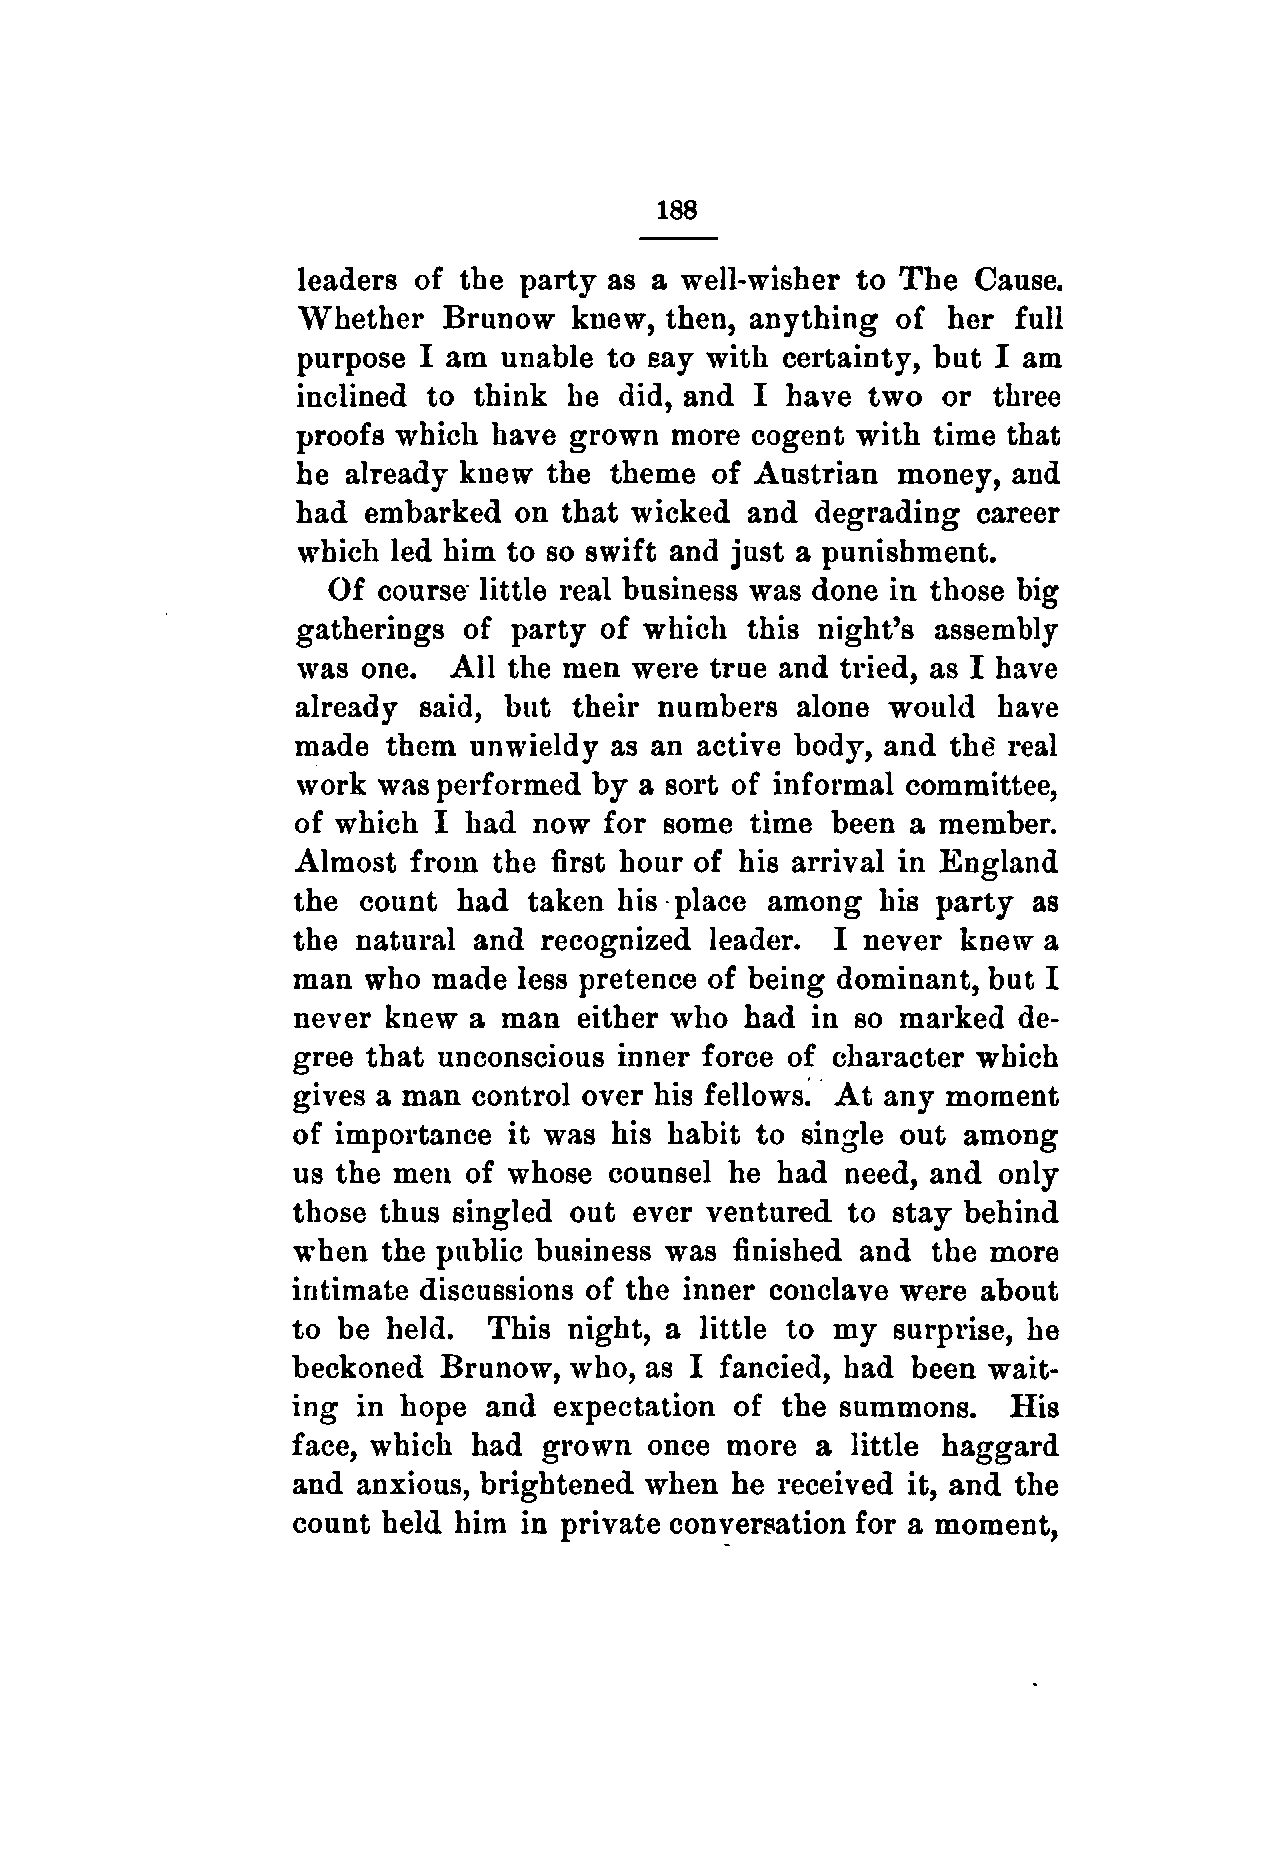 188
leaders of the party as a well-wisher to The Cause.
Whether Brunow knew, then, anything of her full
purpose I am unable to say with certainty, but I am
inclined to think he did, and I have two or three
proofs which have grown more cogent with time that
he already knew the theme of Austrian money, and
had embarked on that wicked and degrading career
which led him to so swift and just a punishment.
Of course little real business was done in those big
gatherings of party of which this night's assembly
was one. All the men were true and tried, as I have
already said, but their numbers alone would have
made them unwieldy as an active body, and the real
work was performed by a sort of informal committee,
of which I had now for some time been a member.
Almost from the first hour of his arrival in England
the count had taken his place among his party as
the natural and recognized leader. I never knew a
man who made less pretence of being dominant, but I
never knew a man either who had in so marked de-
gree that unconscious inner force of character which
gives a man control over his fellows. At any moment
of importance it was his habit to single out among
us the men of whose counsel he had need, and only
those thus singled out ever ventured to stay behind
when the public business was finished and the more
intimate discussions of the inner conclave were about
to be held. This night, a little to my surprise, he
beckoned Brunow, who, as I fancied, had been wait-
ing in hope and expectation of the summons. His
face, which had grown once more a little haggard
and anxious, brightened when he received it, and the
count held him in private conversation for a moment,